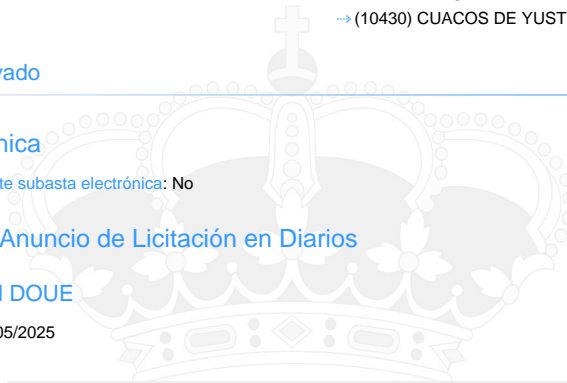 (10430) CUACOS DE YUST
vado
nica
te subasta electrónica: No
Anuncio de Licitación en Diarios
DOUE
05/2025